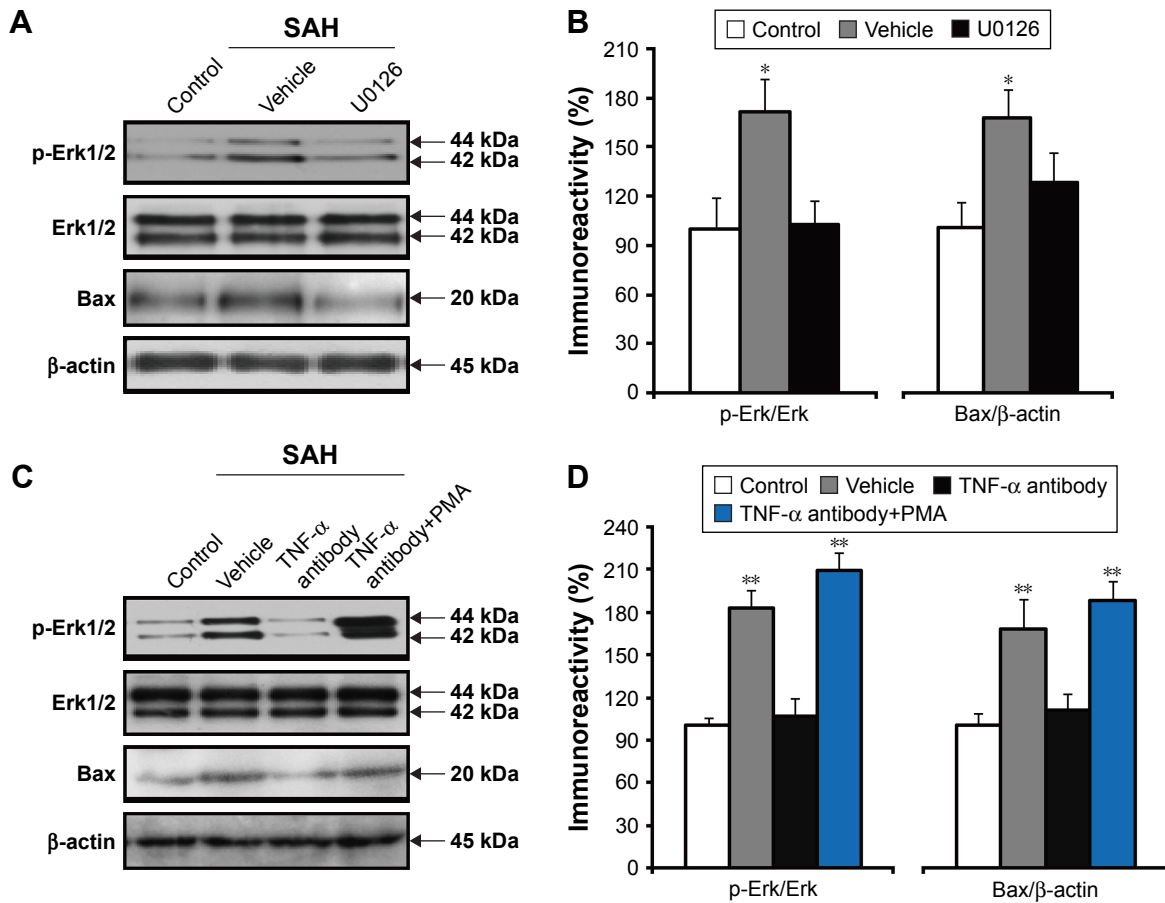 A
SAH
Control
Vehicle
U0126
p-Erk1/2
44 kDa
42 kDa
Erk1/2
44 kDa
42 kDa
Bax
20 kDa
β-actin
45 kDa
B
Control Vehicle U0126
Immunoreactivity (%)
210
180
150
120
90
60
30
0
*
*
p-Erk/Erk
Bax/β-actin
C
SAH
Control
Vehicle
TNF-α
antibody
TNF-α
antibody+PMA
p-Erk1/2
44 kDa
42 kDa
Erk1/2
44 kDa
42 kDa
Bax
20 kDa
β-actin
45 kDa
D
Control Vehicle TNF-α antibody
TNF-α antibody+PMA
Immunoreactivity (%)
240
210
180
150
120
90
60
30
0
**
**
**
**
p-Erk/Erk
Bax/β-actin